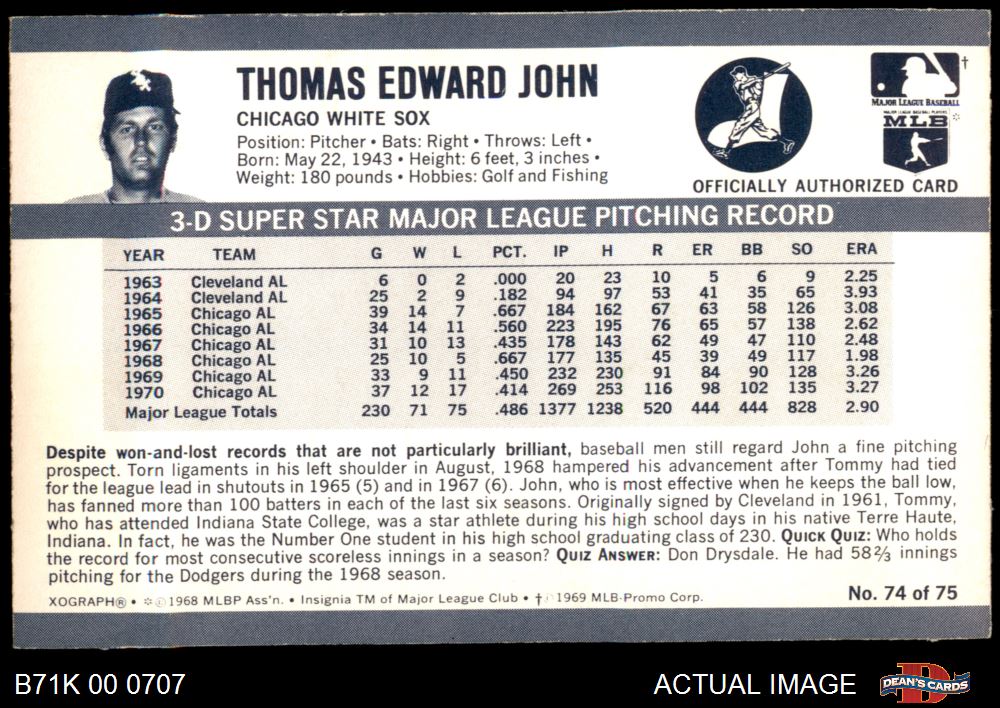 THOMAS EDWARD JOHN
CHICAGO WHITE SOX
Position: Pitcher • Bats: Right • Throws: Left •
Born: May 22, 1943 • Height: 6 feet, 3 inches •
Weight: 180 pounds • Hobbies: Golf and Fishing
†
MAJOR LEAGUE BASEBALL
MAJOR LEAGUE BASEBALL PLAYERS
MLB
OFFICIALLY AUTHORIZED CARD
3-D SUPER STAR MAJOR LEAGUE PITCHING RECORD
YEAR TEAM G W L PCT. IP H R ER BB SO ERA
1963 Cleveland AL 6 0 2 .000 20 23 10 5 6 9 2.25
1964 Cleveland AL 25 2 9 .182 94 97 53 41 35 65 3.93
1965 Chicago AL 39 14 7 .667 184 162 67 63 58 126 3.08
1966 Chicago AL 34 14 11 .560 223 195 76 65 57 138 2.62
1967 Chicago AL 31 10 13 .435 178 143 62 49 47 110 2.48
1968 Chicago AL 25 10 5 .667 177 135 45 39 49 117 1.98
1969 Chicago AL 33 9 11 .450 232 230 91 84 90 128 3.26
1970 Chicago AL 37 12 17 .414 269 253 116 98 102 135 3.27
Major League Totals 230 71 75 .486 1377 1238 520 444 444 828 2.90
Despite won-and-lost records that are not particularly brilliant, baseball men still regard John a fine pitching
prospect. Torn ligaments in his left shoulder in August, 1968 hampered his advancement after Tommy had tied
for the league lead in shutouts in 1965 (5) and in 1967 (6). John, who is most effective when he keeps the ball low,
has fanned more than 100 batters in each of the last six seasons. Originally signed by Cleveland in 1961, Tommy,
who has attended Indiana State College, was a star athlete during his high school days in his native Terre Haute,
Indiana. In fact, he was the Number One student in his high school graduating class of 230. QUICK QUIZ: Who holds
the record for most consecutive scoreless innings in a season? QUIZ ANSWER: Don Drysdale. He had 58⅔ innings
pitching for the Dodgers during the 1968 season.
XOGRAPH® • ※ © 1968 MLBP Ass'n. • Insignia TM of Major League Club • † © 1969 MLB-Promo Corp.
No. 74 of 75
B71K 00 0707
ACTUAL IMAGE
D
DEAN'S CARDS